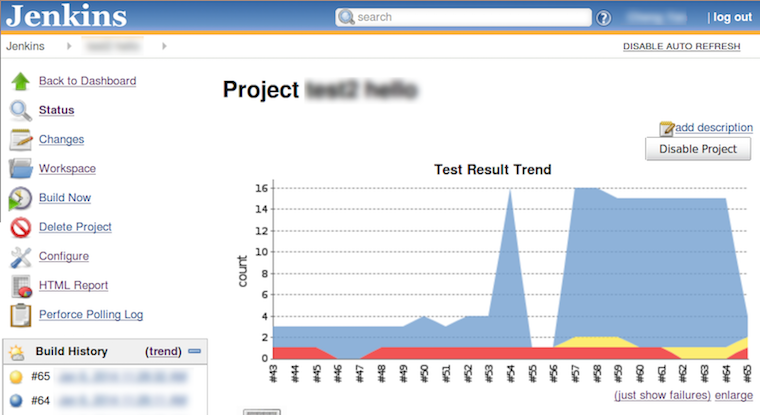 Jenkins
search
? | log out
Jenkins
DISABLE AUTO REFRESH
Back to Dashboard
Status
Changes
Workspace
Build Now
Delete Project
Configure
HTML Report
Perforce Polling Log
Build History (trend)
#65
#64
Project
add description
Disable Project
Test Result Trend
count
16
14
12
10
8
6
4
2
0
#43 #44 #45 #46 #47 #48 #49 #50 #51 #52 #53 #54 #55 #56 #57 #58 #59 #60 #61 #62 #63 #64 #65
(just show failures) enlarge